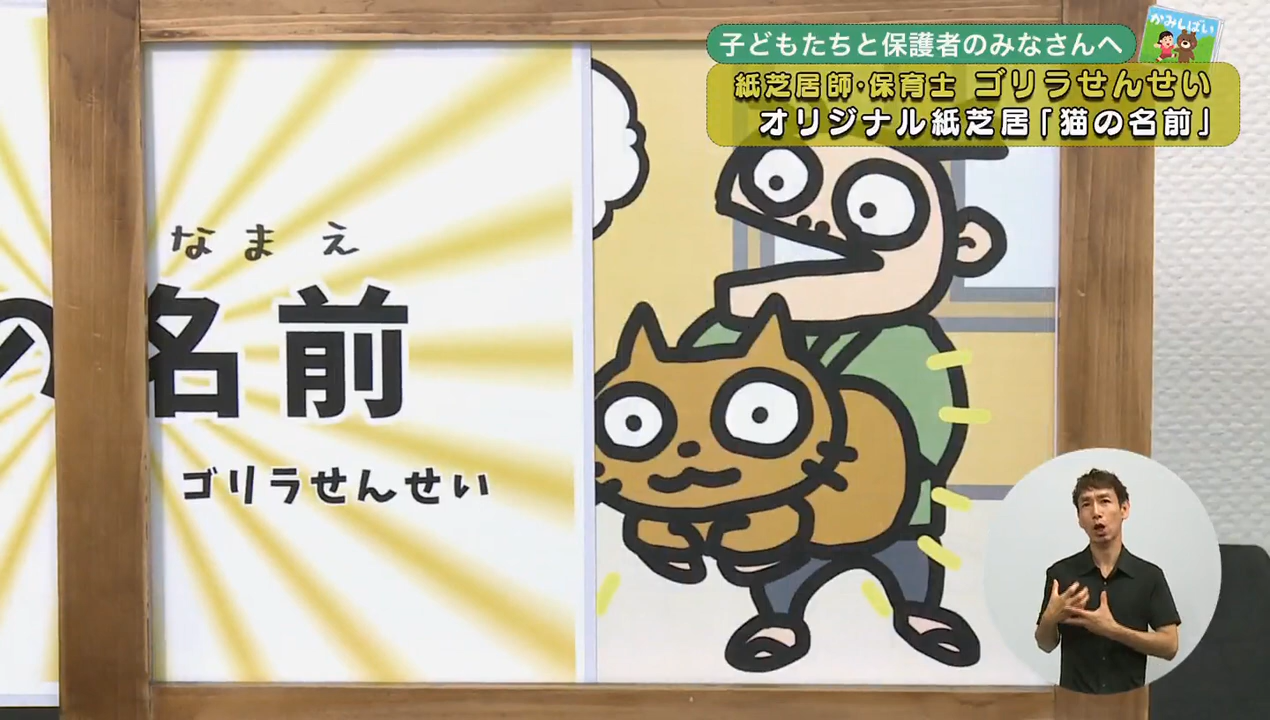 子どもたちと保護者のみなさんへ
かみしばい
紙芝居師・保育士 ゴリラせんせい
オリジナル紙芝居「猫の名前」
なまえ
の名前
ゴリラせんせい